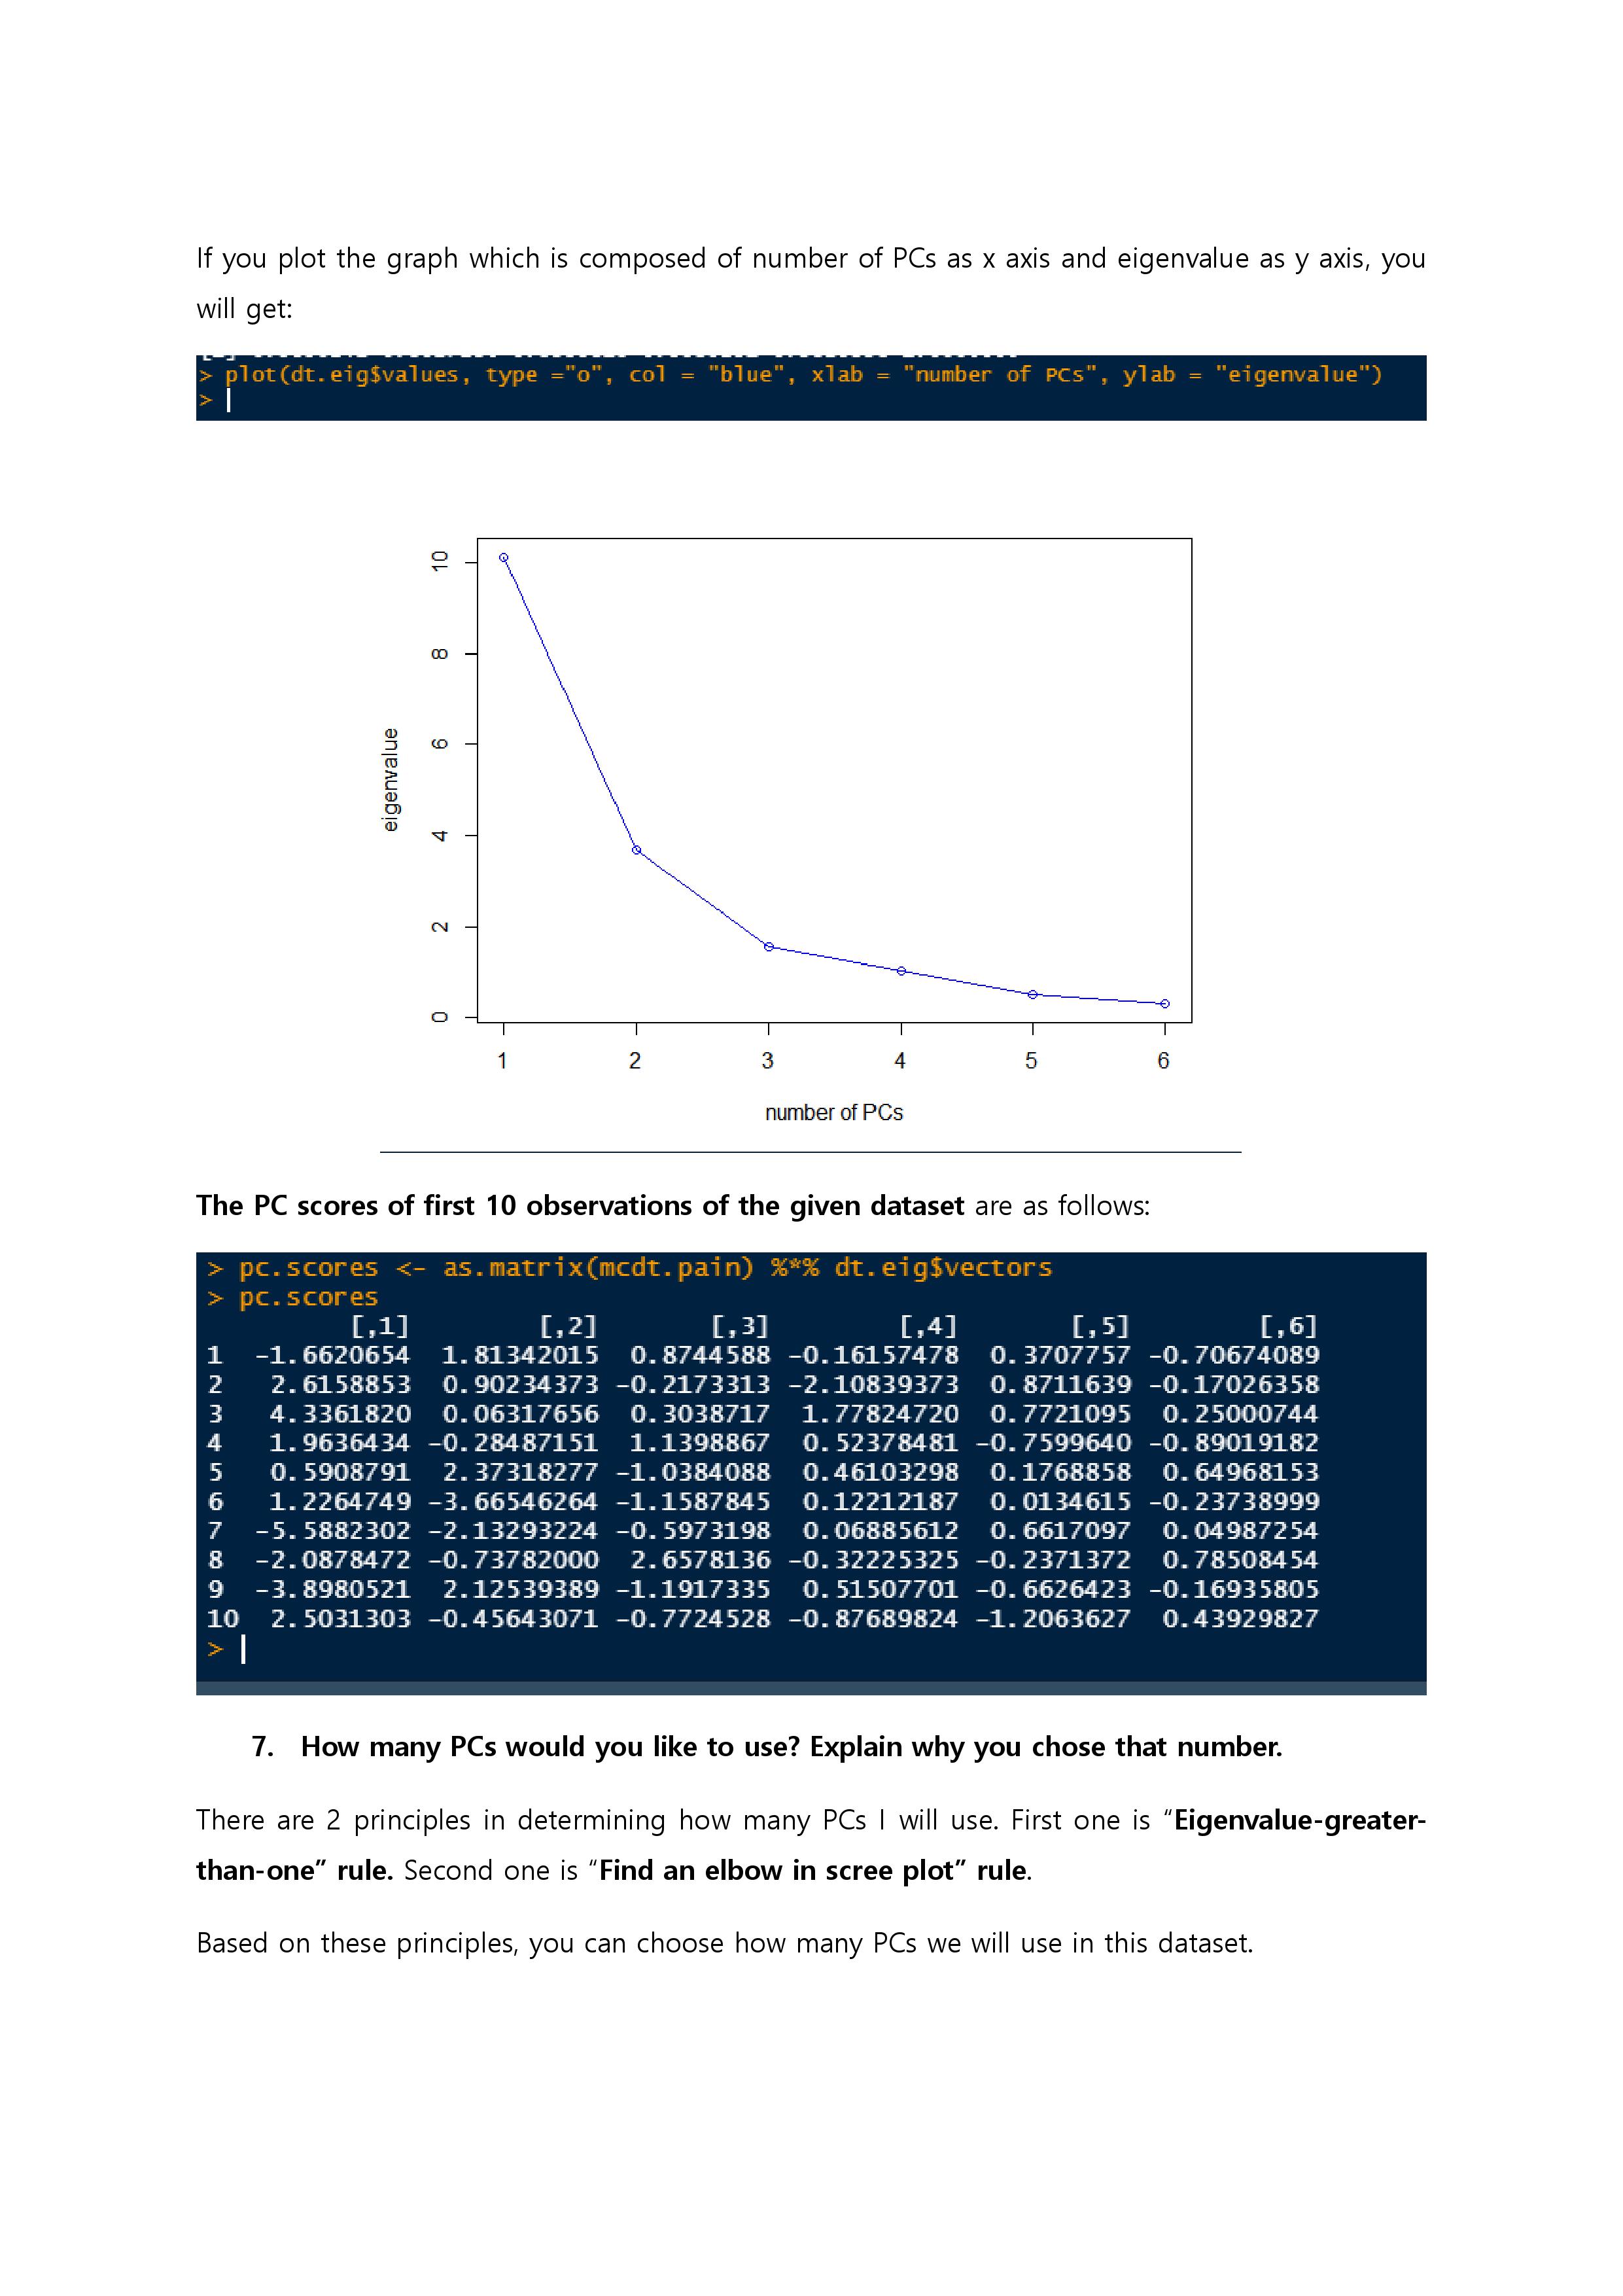 If you plot the graph which is composed of number of PCs as x axis and eigenvalue as y axis, you
will get:
> plot(dt.eig$values, type ="o", col = "blue", xlab = "number of PCs", ylab = "eigenvalue")
>
10
8
6
4
2
0
eigenvalue
1 2 3 4 5 6
number of PCs
The PC scores of first 10 observations of the given dataset are as follows:
> pc.scores <- as.matrix(mcdt.pain) %*% dt.eig$vectors
> pc.scores
[,1] [,2] [,3] [,4] [,5] [,6]
1 -1.6620654 1.81342015 0.8744588 -0.16157478 0.3707757 -0.70674089
2 2.6158853 0.90234373 -0.2173313 -2.10839373 0.8711639 -0.17026358
3 4.3361820 0.06317656 0.3038717 1.77824720 0.7721095 0.25000744
4 1.9636434 -0.28487151 1.1398867 0.52378481 -0.7599640 -0.89019182
5 0.5908791 2.37318277 -1.0384088 0.46103298 0.1768858 0.64968153
6 1.2264749 -3.66546264 -1.1587845 0.12212187 0.0134615 -0.23738999
7 -5.5882302 -2.13293224 -0.5973198 0.06885612 0.6617097 0.04987254
8 -2.0878472 -0.73782000 2.6578136 -0.32225325 -0.2371372 0.78508454
9 -3.8980521 2.12539389 -1.1917335 0.51507701 -0.6626423 -0.16935805
10 2.5031303 -0.45643071 -0.7724528 -0.87689824 -1.2063627 0.43929827
>
7. How many PCs would you like to use? Explain why you chose that number.
There are 2 principles in determining how many PCs I will use. First one is “Eigenvalue-greater-
than-one” rule. Second one is “Find an elbow in scree plot” rule.
Based on these principles, you can choose how many PCs we will use in this dataset.